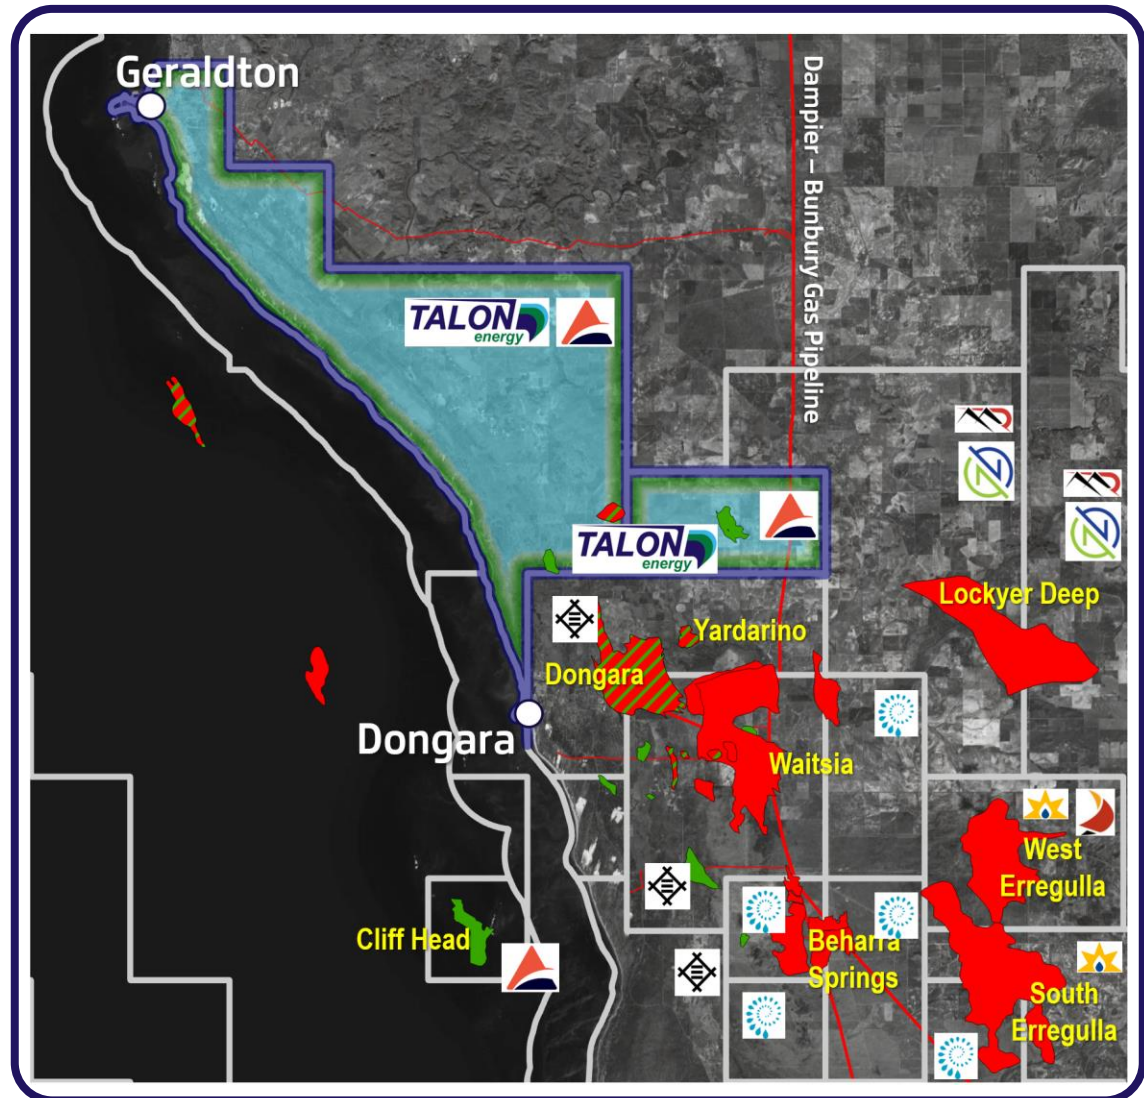 Geraldton
Dampier – Bunbury Gas Pipeline
TALON
energy
TALON
energy
Lockyer Deep
Yardarino
Dongara
Dongara
Waitsia
West
Erregulla
Cliff Head
Beharra
Springs
South
Erregulla